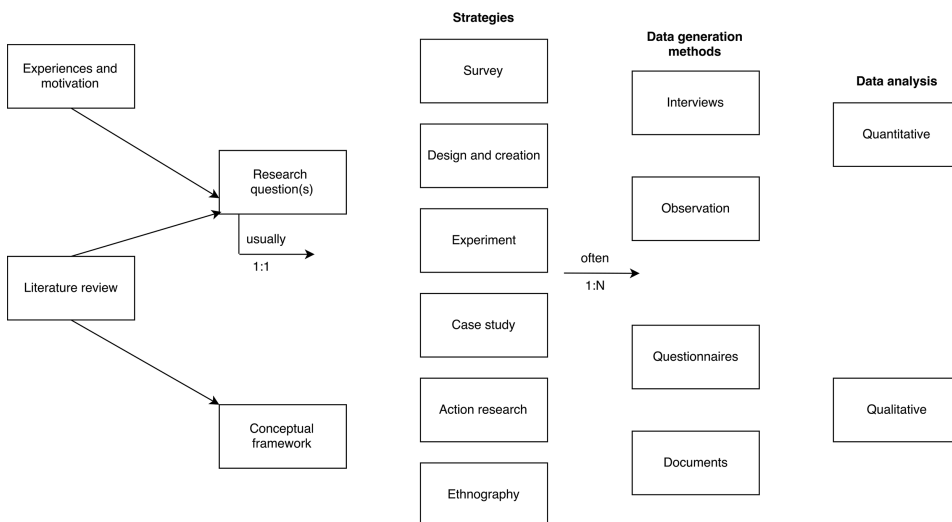 Experiences and
motivation
Literature review
Research
question(s)
usually
1:1
Conceptual
framework
Strategies
Survey
Design and creation
Experiment
Case study
Action research
Ethnography
often
1:N
Data generation
methods
Interviews
Observation
Questionnaires
Documents
Data analysis
Quantitative
Qualitative